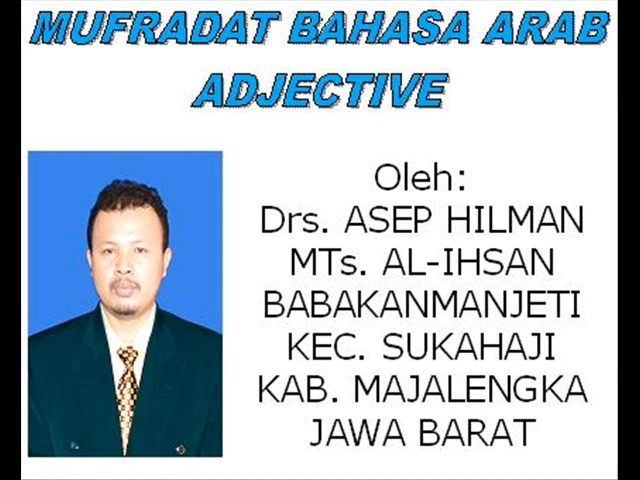 MUFRADAT BAHASA ARAB
ADJECTIVE
Oleh:
Drs. ASEP HILMAN
MTs. AL-IHSAN
BABAKANMANJETI
KEC. SUKAHAJI
KAB. MAJALENGKA
JAWA BARAT